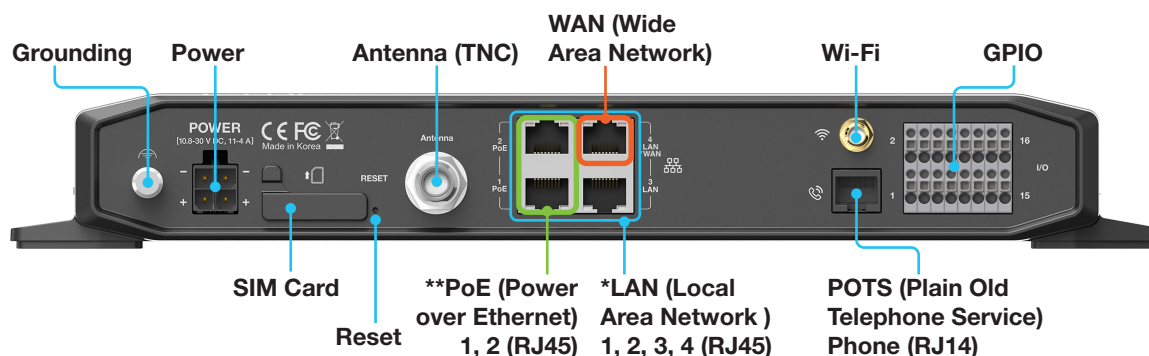 WAN (Wide
Area Network)
Grounding
Power
Antenna (TNC)
Wi-Fi
GPIO
POWER
[10.8-30 V DC, 11-4 A]
CE FC
Made in Korea
RESET
Antenna
2
PoE
1
PoE
4
LAN
/WAN
3
LAN
2
1
16
15
I/O
- -
+ +
SIM Card
Reset
**PoE (Power
over Ethernet)
1, 2 (RJ45)
*LAN (Local
Area Network )
1, 2, 3, 4 (RJ45)
POTS (Plain Old
Telephone Service)
Phone (RJ14)